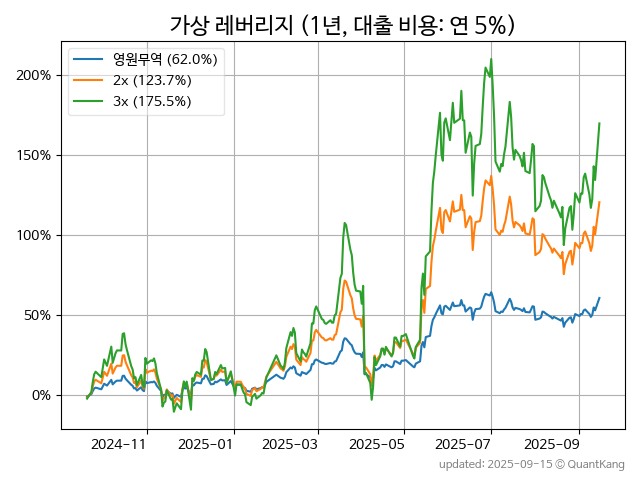 가상 레버리지 (1년, 대출 비용: 연 5%)
영원무역 (62.0%)
2x (123.7%)
3x (175.5%)
200%
150%
100%
50%
0%
2024-11
2025-01
2025-03
2025-05
2025-07
2025-09
updated: 2025-09-15 © QuantKang